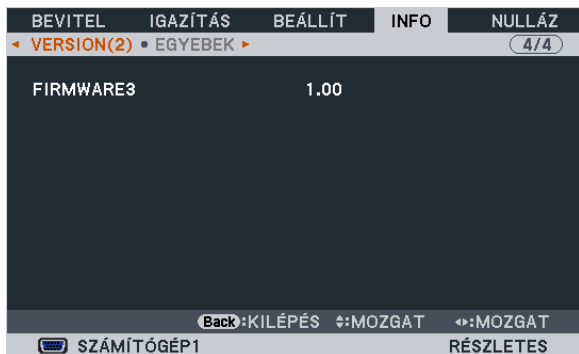 BEVITEL IGAZÍTÁS BEÁLLÍT INFO NULLÁZ
VERSION(2) • EGYEBEK 4/4
FIRMWARE3 1.00
Back:KILÉPÉS :MOZGAT :MOZGAT
SZÁMÍTÓGÉP1 RÉSZLETES